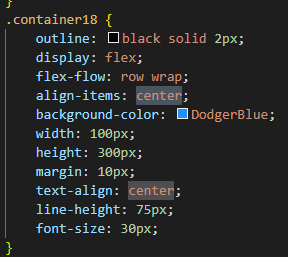 }
.container18 {
outline: black solid 2px;
display: flex;
flex-flow: row wrap;
align-items: center;
background-color: DodgerBlue;
width: 100px;
height: 300px;
margin: 10px;
text-align: center;
line-height: 75px;
font-size: 30px;
}